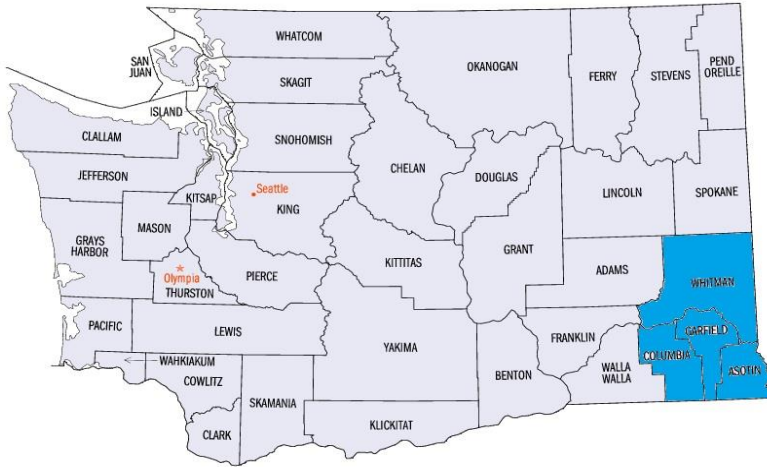 WHATCOM
OKANOGAN
FERRY
STEVENS
PEND
OREILLE
SAN
JUAN
SKAGIT
ISLAND
CLALLAM
SNOHOMISH
CHELAN
DOUGLAS
JEFFERSON
KITSAP
Seattle
KING
LINCOLN
SPOKANE
MASON
GRAYS
HARBOR
GRANT
KITTITAS
ADAMS
WHITMAN
Olympia
THURSTON
PIERCE
PACIFIC
LEWIS
YAKIMA
FRANKLIN
GARFIELD
COLUMBIA
ASOTIN
WAHKIAKUM
COWLITZ
BENTON
WALLA
WALLA
SKAMANIA
KLICKITAT
CLARK